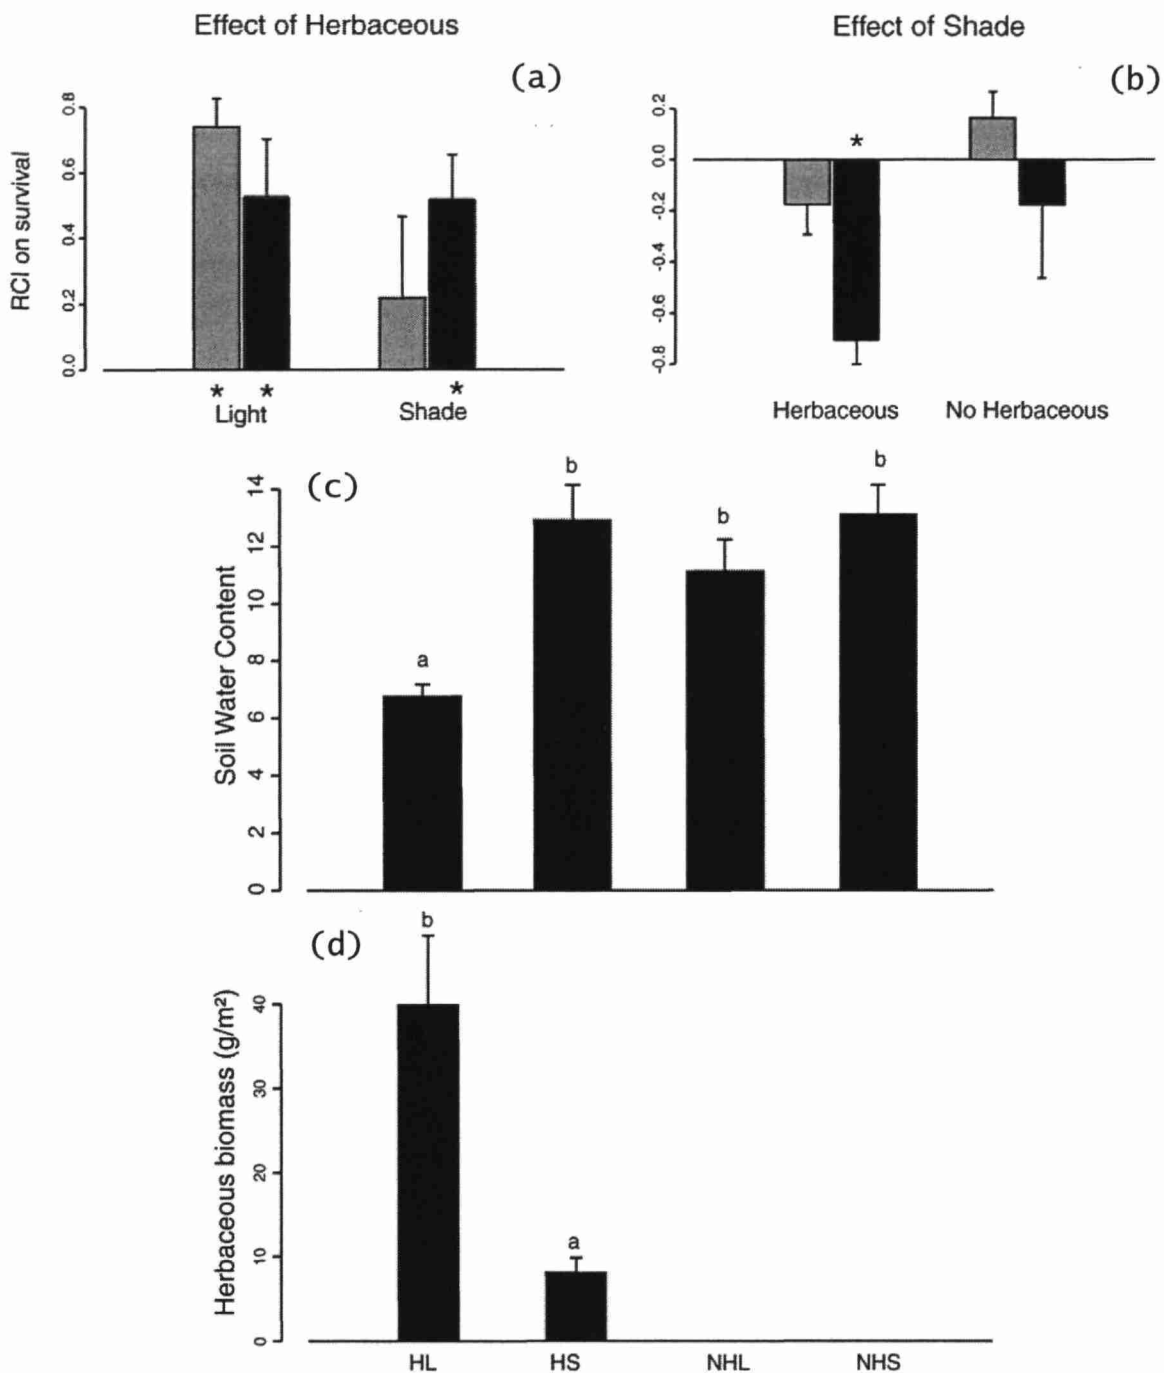 Effect of Herbaceous
Effect of Shade
(a)
(b)
RCI on survival
0.8
0.6
0.4
0.2
0.0
*
*
*
Light
Shade
0.2
0.0
-0.2
-0.4
-0.6
-0.8
*
Herbaceous
No Herbaceous
(c)
Soil Water Content
14
12
10
8
6
4
2
0
a
b
b
b
(d)
Herbaceous biomass (g/m²)
40
30
20
10
0
b
a
HL
HS
NHL
NHS